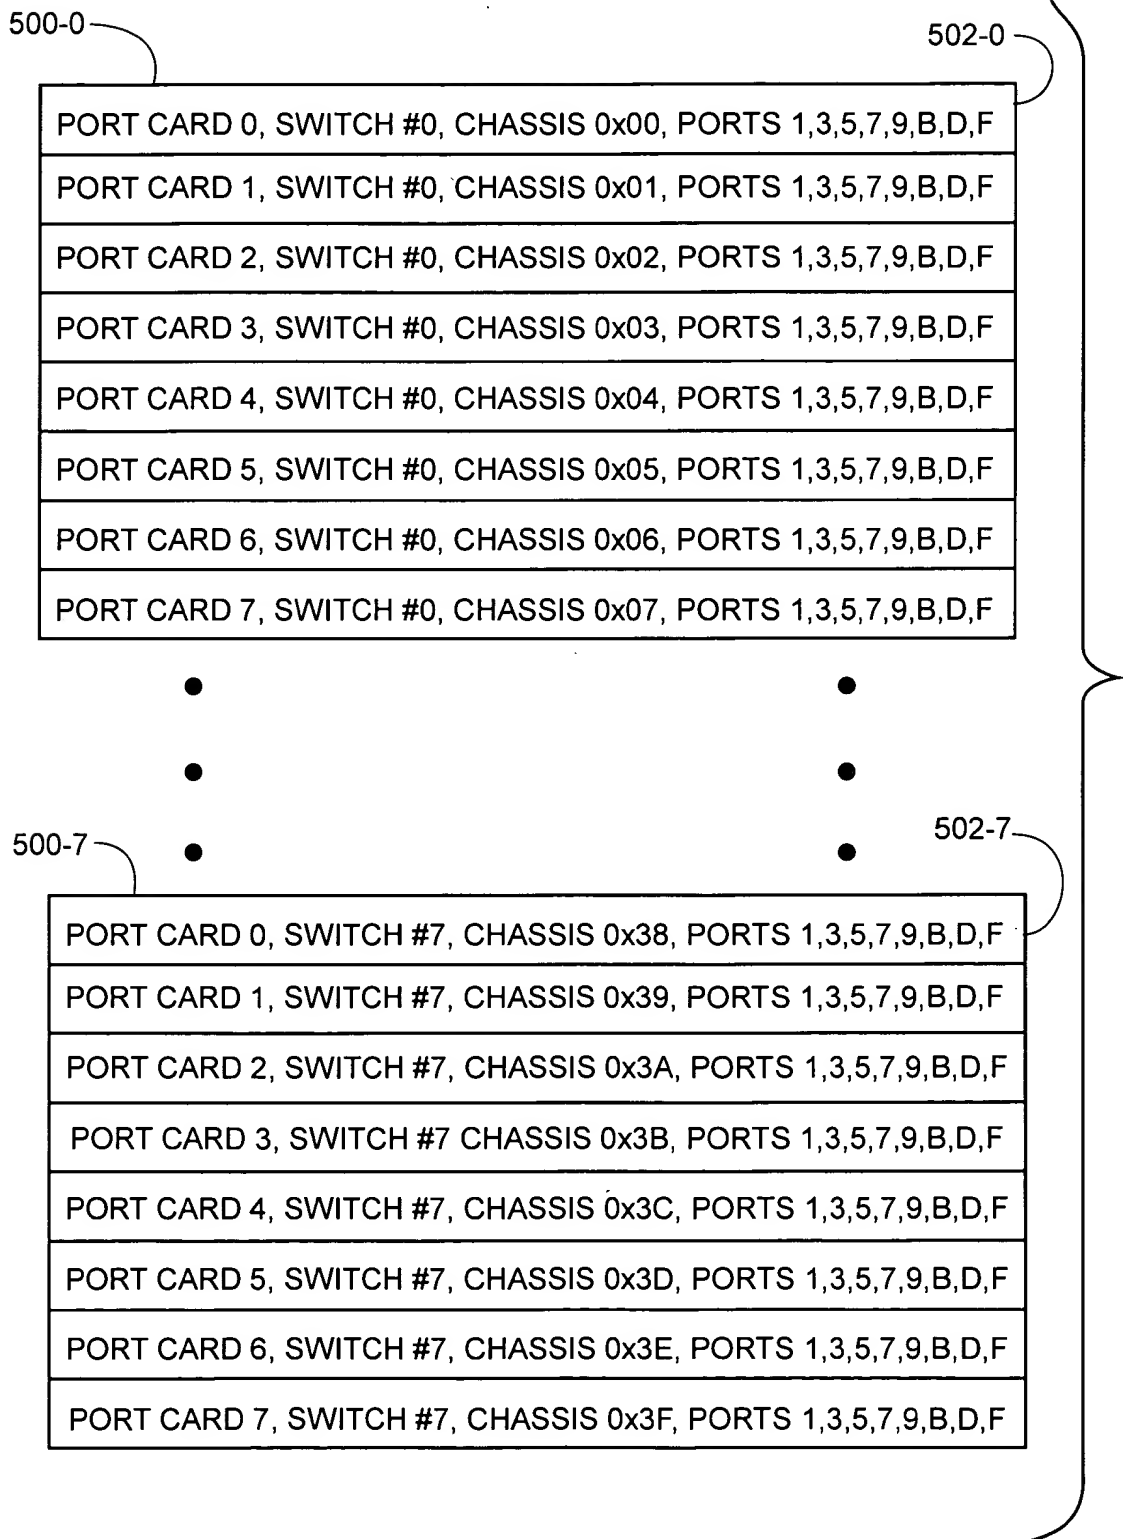 500-0
502-0
PORT CARD 0, SWITCH #0, CHASSIS 0x00, PORTS 1,3,5,7,9,B,D,F
PORT CARD 1, SWITCH #0, CHASSIS 0x01, PORTS 1,3,5,7,9,B,D,F
PORT CARD 2, SWITCH #0, CHASSIS 0x02, PORTS 1,3,5,7,9,B,D,F
PORT CARD 3, SWITCH #0, CHASSIS 0x03, PORTS 1,3,5,7,9,B,D,F
PORT CARD 4, SWITCH #0, CHASSIS 0x04, PORTS 1,3,5,7,9,B,D,F
PORT CARD 5, SWITCH #0, CHASSIS 0x05, PORTS 1,3,5,7,9,B,D,F
PORT CARD 6, SWITCH #0, CHASSIS 0x06, PORTS 1,3,5,7,9,B,D,F
PORT CARD 7, SWITCH #0, CHASSIS 0x07, PORTS 1,3,5,7,9,B,D,F
500-7
502-7
PORT CARD 0, SWITCH #7, CHASSIS 0x38, PORTS 1,3,5,7,9,B,D,F
PORT CARD 1, SWITCH #7, CHASSIS 0x39, PORTS 1,3,5,7,9,B,D,F
PORT CARD 2, SWITCH #7, CHASSIS 0x3A, PORTS 1,3,5,7,9,B,D,F
PORT CARD 3, SWITCH #7 CHASSIS 0x3B, PORTS 1,3,5,7,9,B,D,F
PORT CARD 4, SWITCH #7, CHASSIS 0x3C, PORTS 1,3,5,7,9,B,D,F
PORT CARD 5, SWITCH #7, CHASSIS 0x3D, PORTS 1,3,5,7,9,B,D,F
PORT CARD 6, SWITCH #7, CHASSIS 0x3E, PORTS 1,3,5,7,9,B,D,F
PORT CARD 7, SWITCH #7, CHASSIS 0x3F, PORTS 1,3,5,7,9,B,D,F